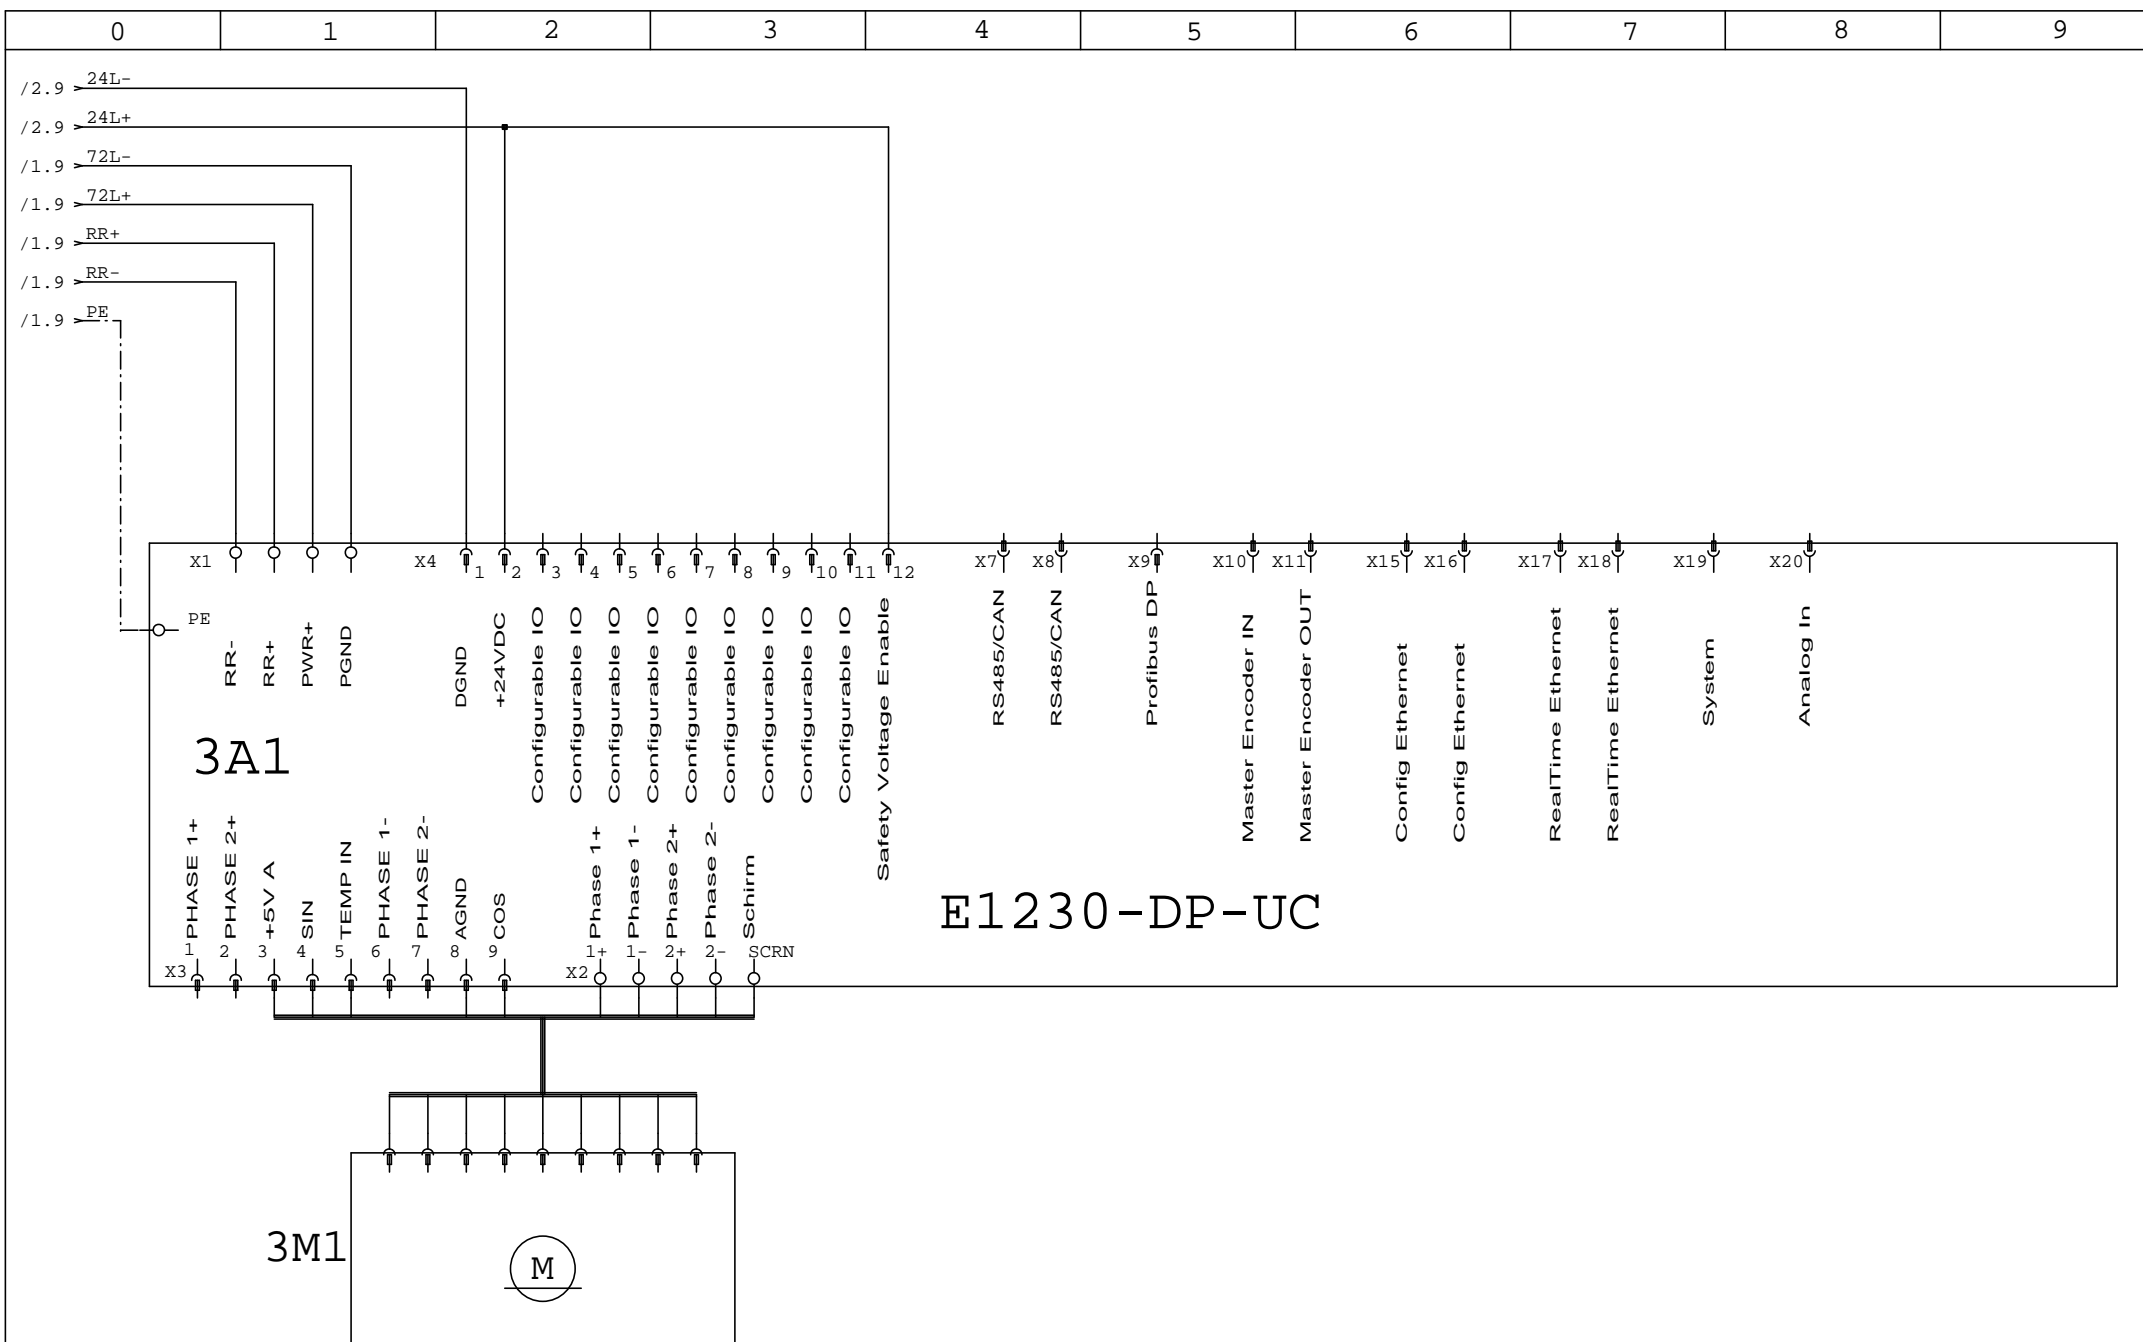 0 1 2 3 4 5 6 7 8 9
/2.9 24L-
/2.9 24L+
/1.9 72L-
/1.9 72L+
/1.9 RR+
/1.9 RR-
/1.9 PE
X1 X4 1 2 3 4 5 6 7 8 9 10 11 12 X7 X8 X9 X10 X11 X15 X16 X17 X18 X19 X20
PE
RR-
RR+
PWR+
PGND
DGND
+24VDC
Configurable IO
Configurable IO
Configurable IO
Configurable IO
Configurable IO
Configurable IO
Configurable IO
Configurable IO
Configurable IO
Safety Voltage Enable
RS485/CAN
RS485/CAN
Profibus DP
Master Encoder IN
Master Encoder OUT
Config Ethernet
Config Ethernet
RealTime Ethernet
RealTime Ethernet
System
Analog In
3A1
E1230-DP-UC
PHASE 1+
PHASE 2+
+5V A
SIN
TEMP IN
PHASE 1-
PHASE 2-
AGND
COS
Phase 1+
Phase 1-
Phase 2+
Phase 2-
Schirm
1 2 3 4 5 6 7 8 9 1+ 1- 2+ 2- SCRN
X3 X2
3M1
M